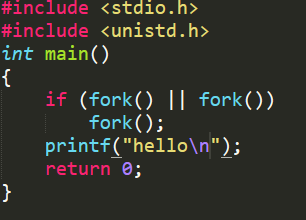 #include <stdio.h>
#include <unistd.h>
int main()
{
    if (fork() || fork())
        fork();
    printf("hello\n");
    return 0;
}